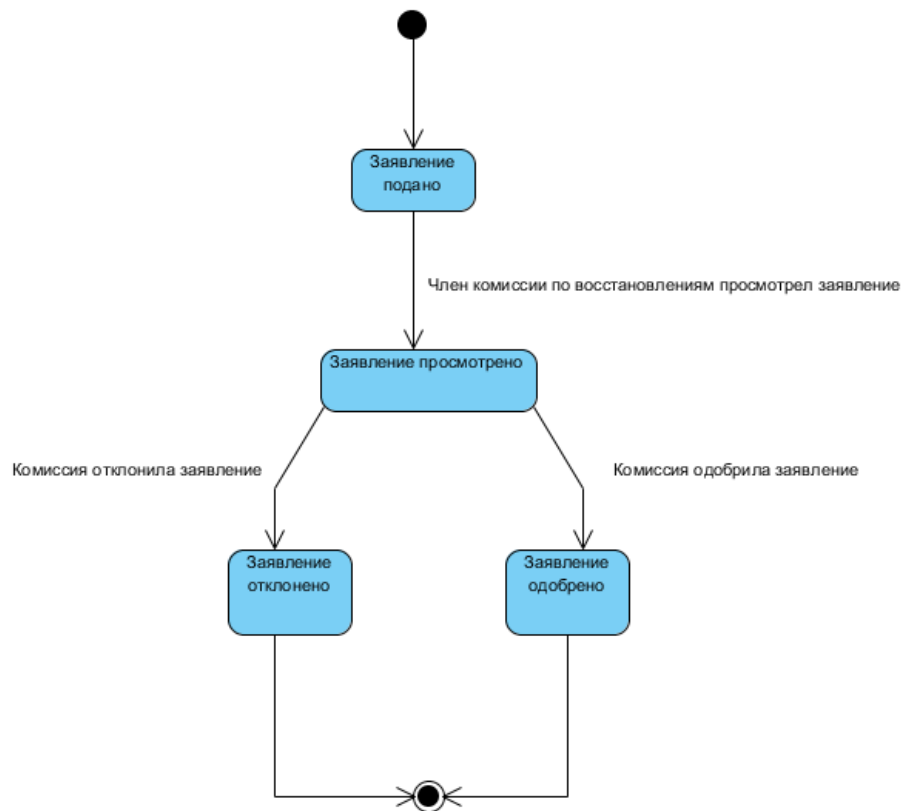 Заявление
подано
Член комиссии по восстановлениям просмотрел заявление
Заявление просмотрено
Комиссия отклонила заявление
Комиссия одобрила заявление
Заявление
отклонено
Заявление
одобрено